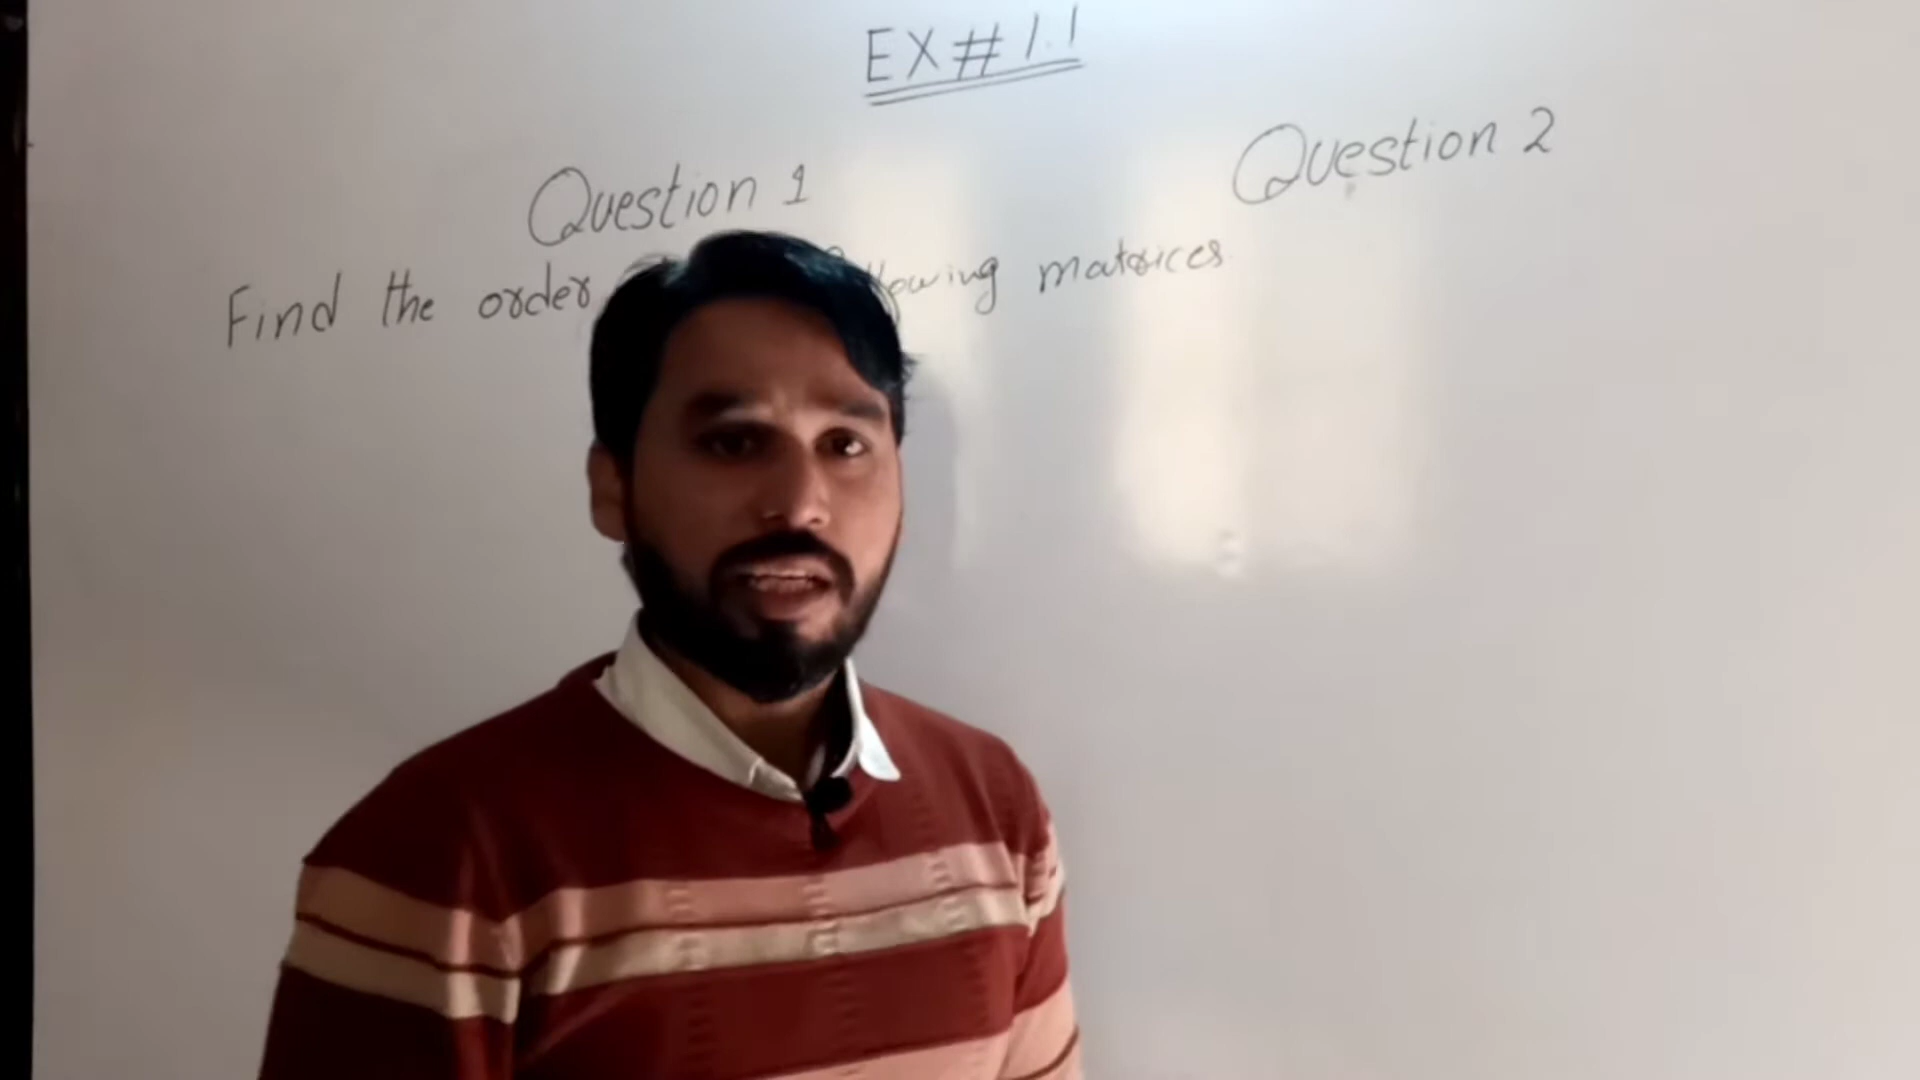 EX # 1.1
Question 1
Question 2
Find the order matrices